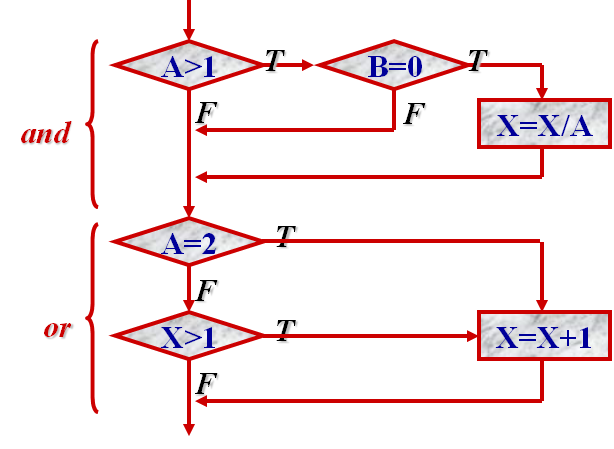 A>1 T B=0 T
F F X=X/A
and
A=2 T
F
or X>1 T X=X+1
F